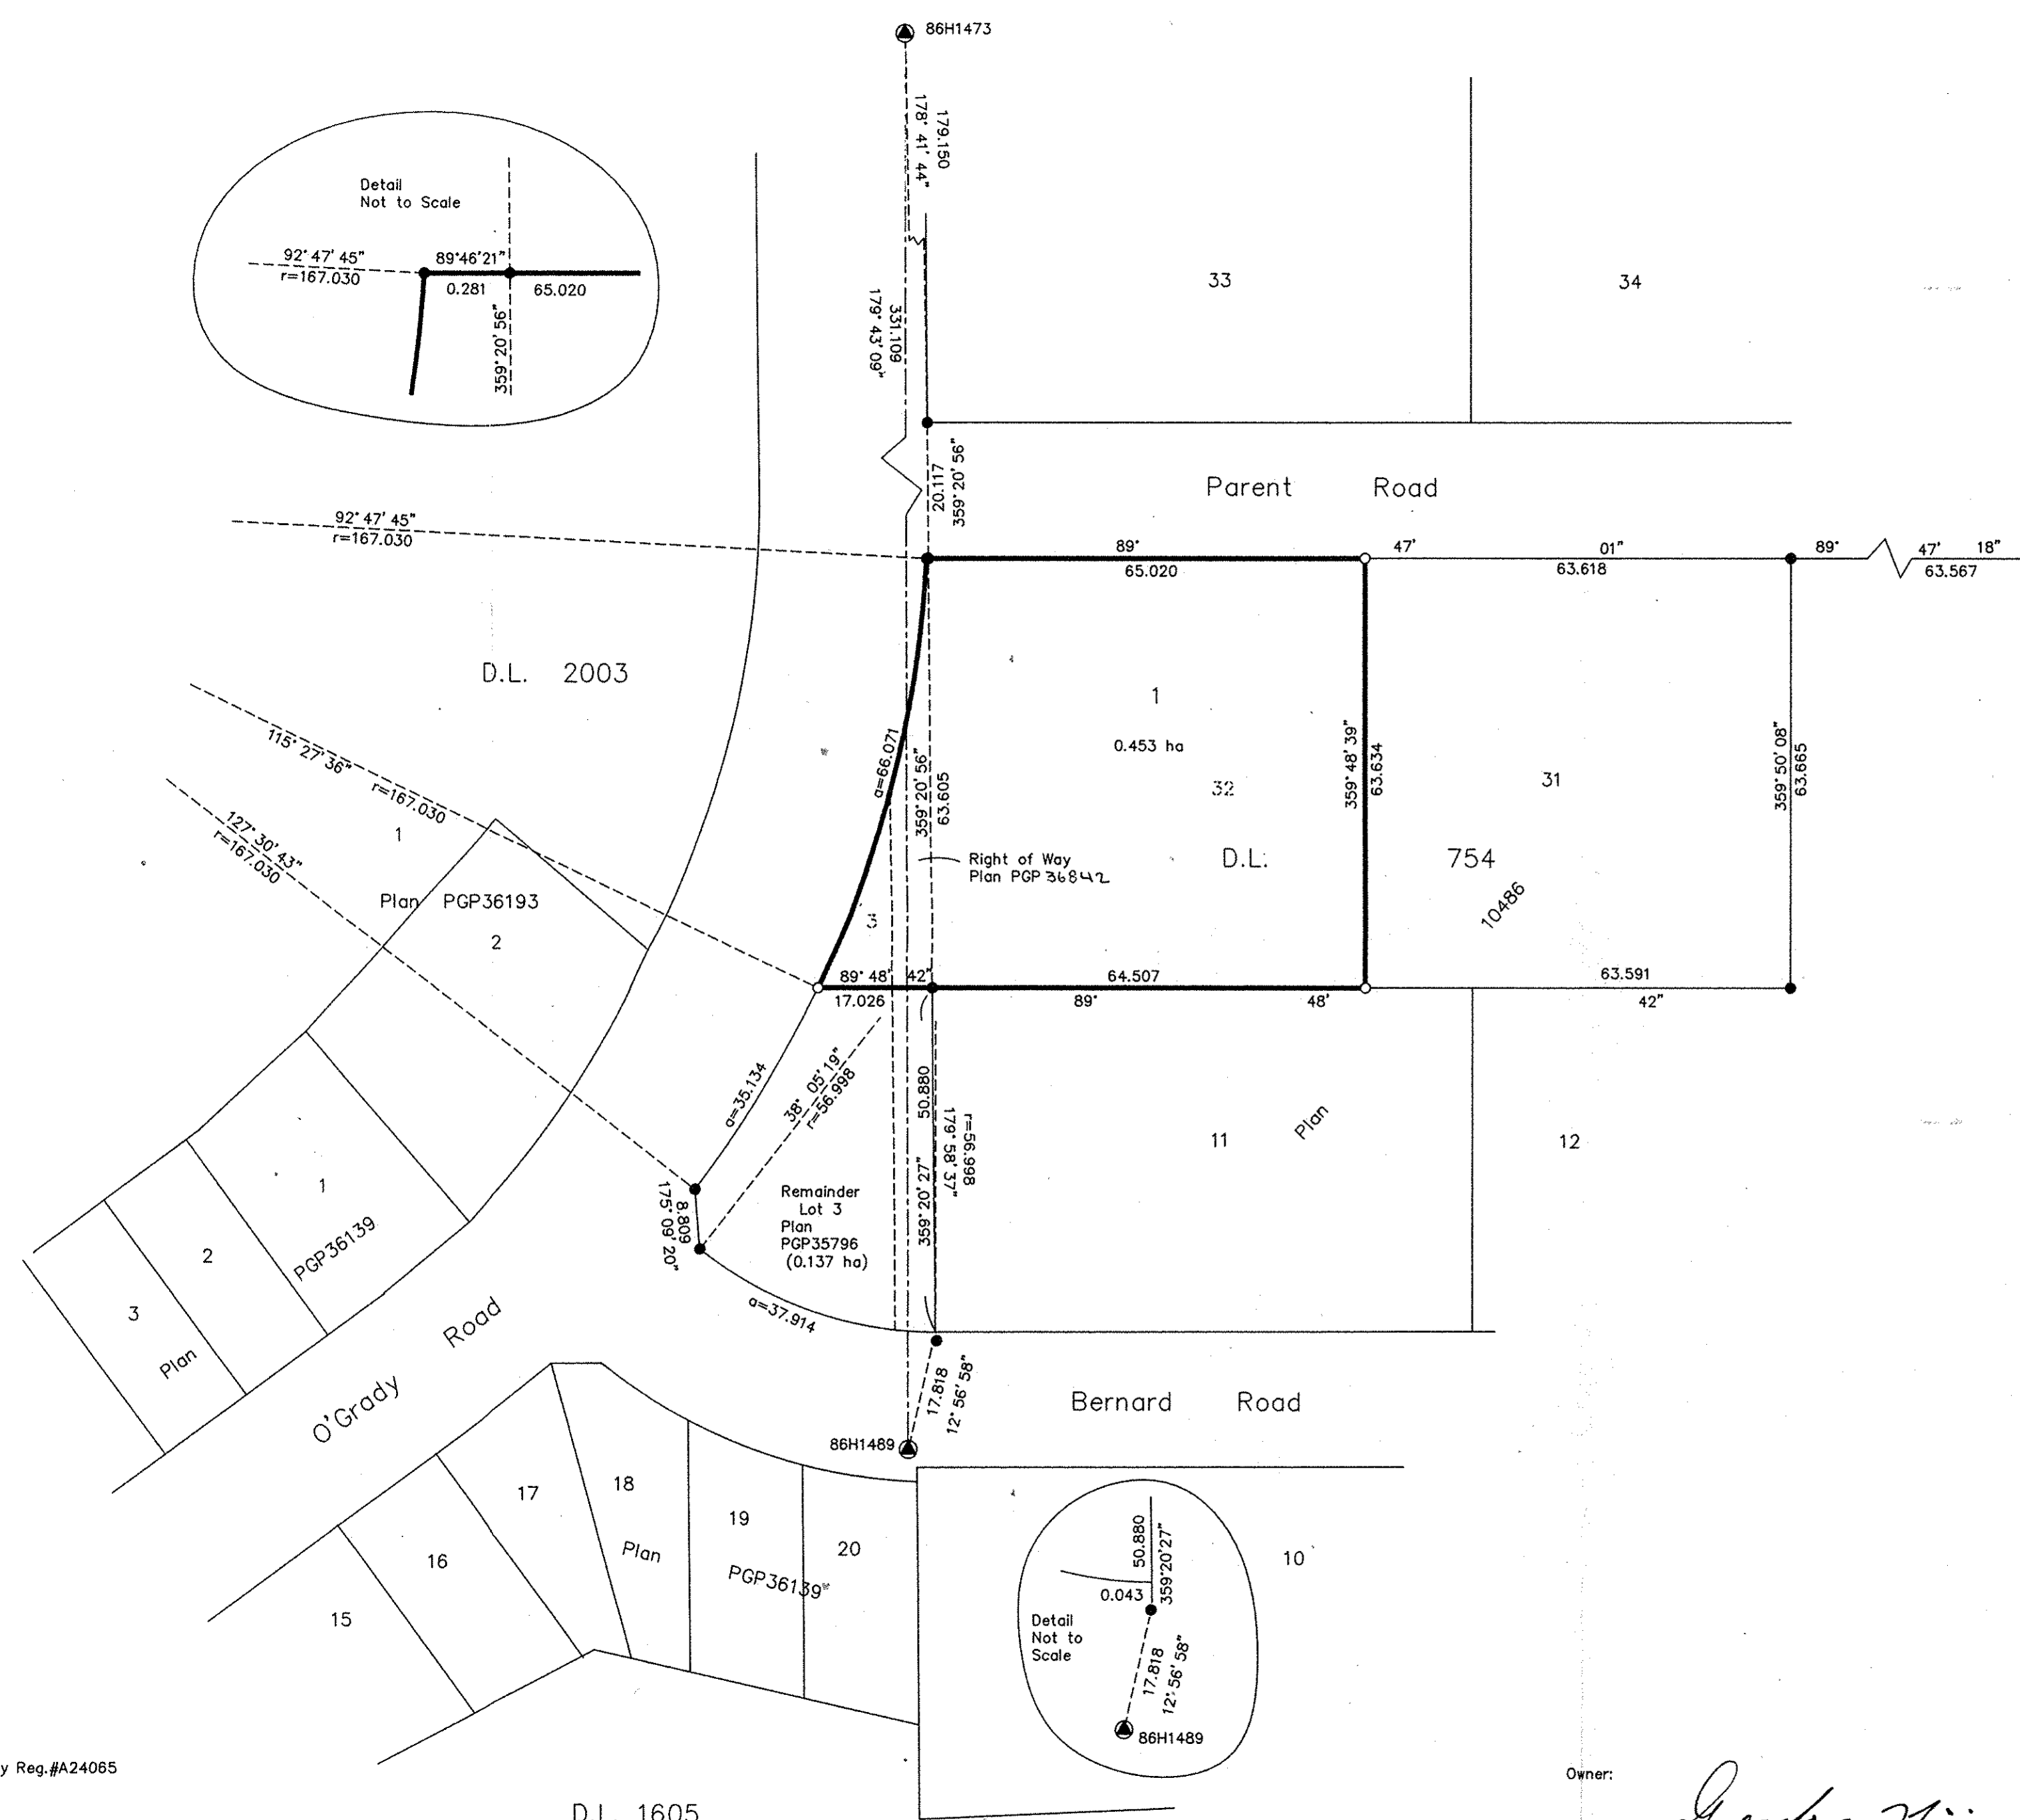 86H1473
179.150
178° 41' 44"
Detail
Not to Scale
92° 47' 45"
r=167.030
89°46'21"
0.281
65.020
359° 20' 56"
331.109
179° 43' 09"
33
34
20.117
359° 20' 56"
Parent Road
92° 47' 45"
r=167.030
89° 47' 01"
65.020
63.618
89° 47' 18"
63.567
D.L. 2003
1
0.453 ha
32
31
a=66.071
359° 20' 56"
63.605
359° 48' 39"
63.634
359° 50' 08"
63.665
115° 27' 36"
r=167.030
127° 30' 43"
r=167.030
1
Plan PGP36193
2
Right of Way
Plan PGP 36842
D.L. 754
10486
3
89° 48' 42"
17.026
64.507
89° 48' 42"
63.591
a=35.134
38° 05' 19"
r=56.998
50.880
359° 20' 27"
r=56.998
179° 58' 37"
11
Plan
12
8.809
175° 09' 20"
Remainder
Lot 3
Plan
PGP35796
(0.137 ha)
a=37.914
1
2
PGP36139
3
Plan
O'Grady Road
17.818
12° 56' 58"
Bernard Road
86H1489
17
18
19
20
16
15
Plan
PGP36139
10
50.880
359°20'27"
0.043
Detail
Not to
Scale
17.818
12° 56' 58"
86H1489
y Reg.#A24065
D.L. 1605
Owner: